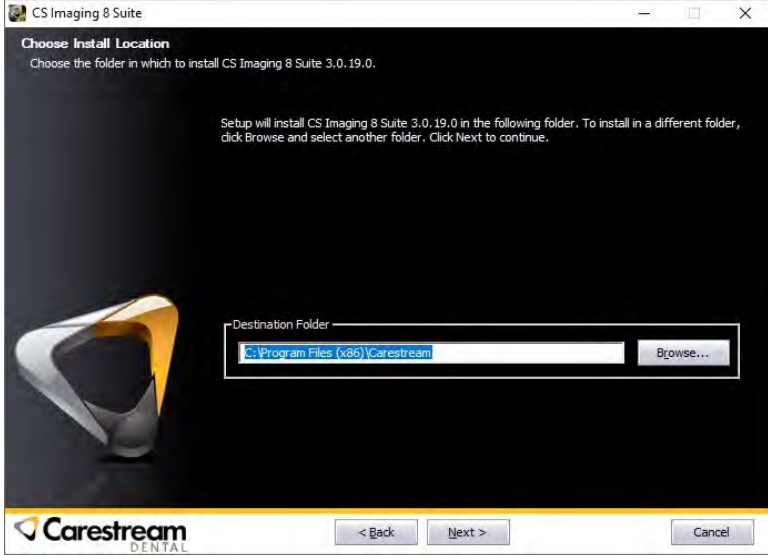 CS Imaging 8 Suite
Choose Install Location
Choose the folder in which to install CS Imaging 8 Suite 3.0.19.0.
Setup will install CS Imaging 8 Suite 3.0.19.0 in the following folder. To install in a different folder,
click Browse and select another folder. Click Next to continue.
Destination Folder
C:\Program Files (x86)\Carestream
Browse...
Carestream
DENTAL
< Back
Next >
Cancel